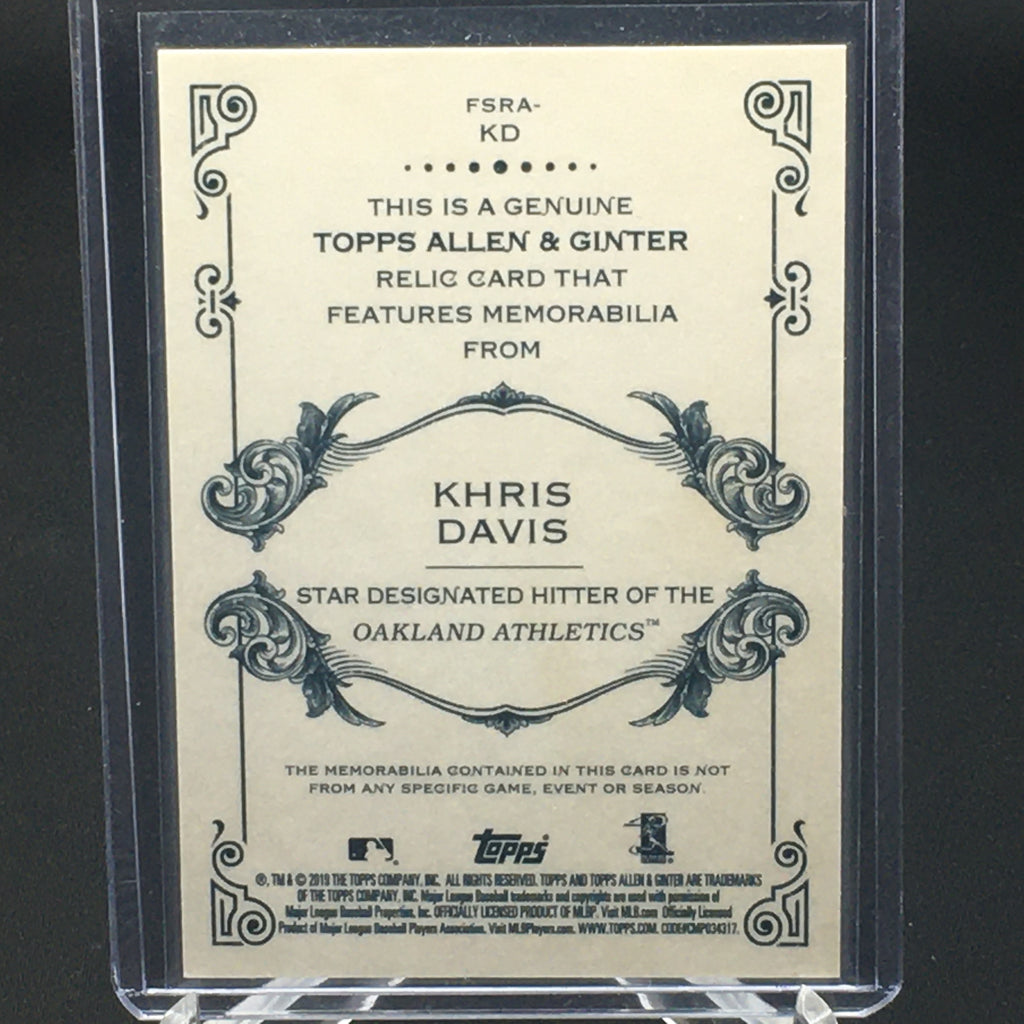 FSRA-
KD
THIS IS A GENUINE
TOPPS ALLEN & GINTER
RELIC CARD THAT
FEATURES MEMORABILIA
FROM
KHRIS
DAVIS
STAR DESIGNATED HITTER OF THE
OAKLAND ATHLETICS™
THE MEMORABILIA CONTAINED IN THIS CARD IS NOT
FROM ANY SPECIFIC GAME, EVENT OR SEASON.
topps
®, TM & © 2019 THE TOPPS COMPANY, INC. ALL RIGHTS RESERVED. TOPPS AND TOPPS ALLEN & GINTER ARE TRADEMARKS
OF THE TOPPS COMPANY, INC. Major League Baseball trademarks and copyrights are used with permission of
Major League Baseball Properties, Inc. OFFICIALLY LICENSED PRODUCT OF MLBP. Visit MLB.com Officially Licensed
Product of Major League Baseball Players Association. Visit MLBPlayers.com. WWW.TOPPS.COM. CODE#CMP034317.